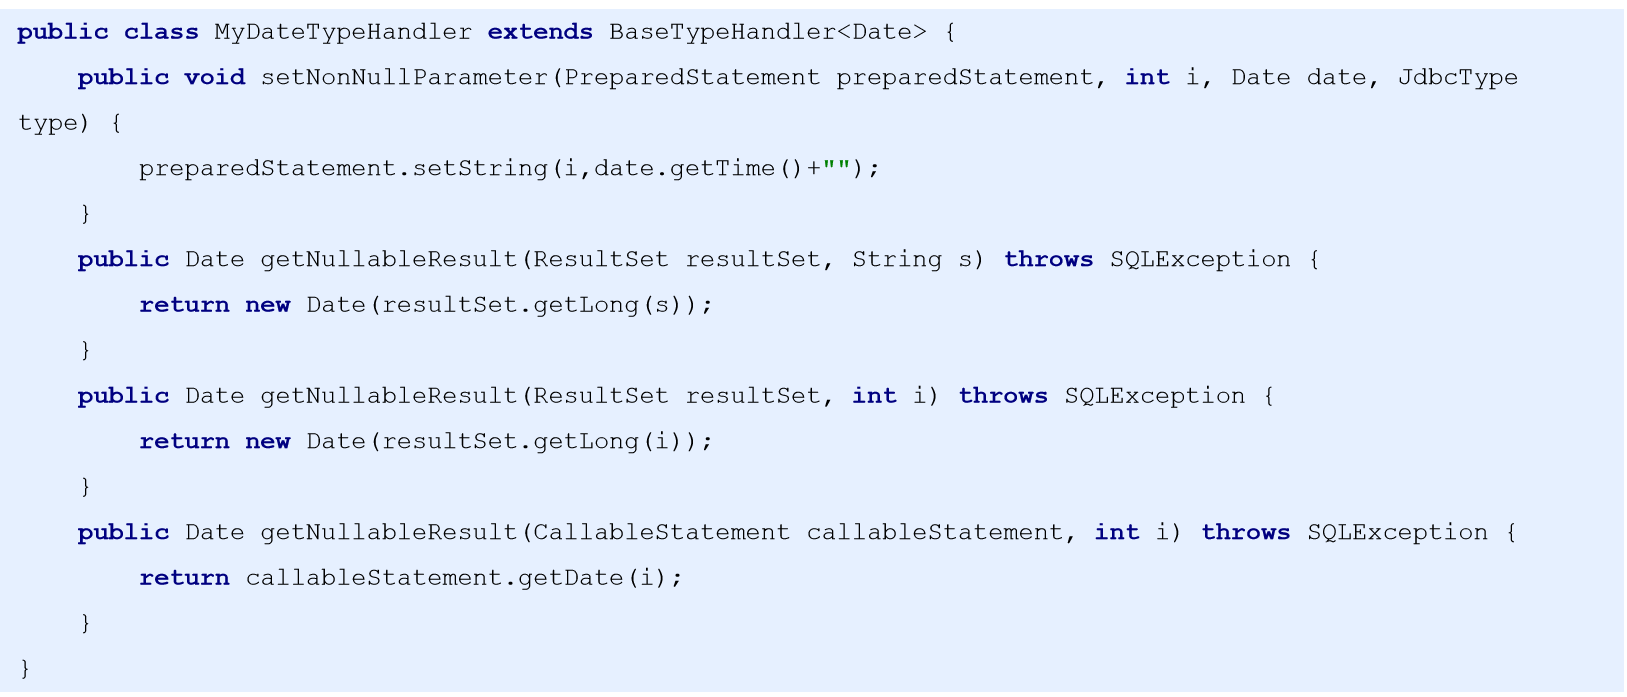 public class MyDateTypeHandler extends BaseTypeHandler<Date> {
    public void setNonNullParameter(PreparedStatement preparedStatement, int i, Date date, JdbcType
type) {
        preparedStatement.setString(i,date.getTime()+"");
    }
    public Date getNullableResult(ResultSet resultSet, String s) throws SQLException {
        return new Date(resultSet.getLong(s));
    }
    public Date getNullableResult(ResultSet resultSet, int i) throws SQLException {
        return new Date(resultSet.getLong(i));
    }
    public Date getNullableResult(CallableStatement callableStatement, int i) throws SQLException {
        return callableStatement.getDate(i);
    }
}